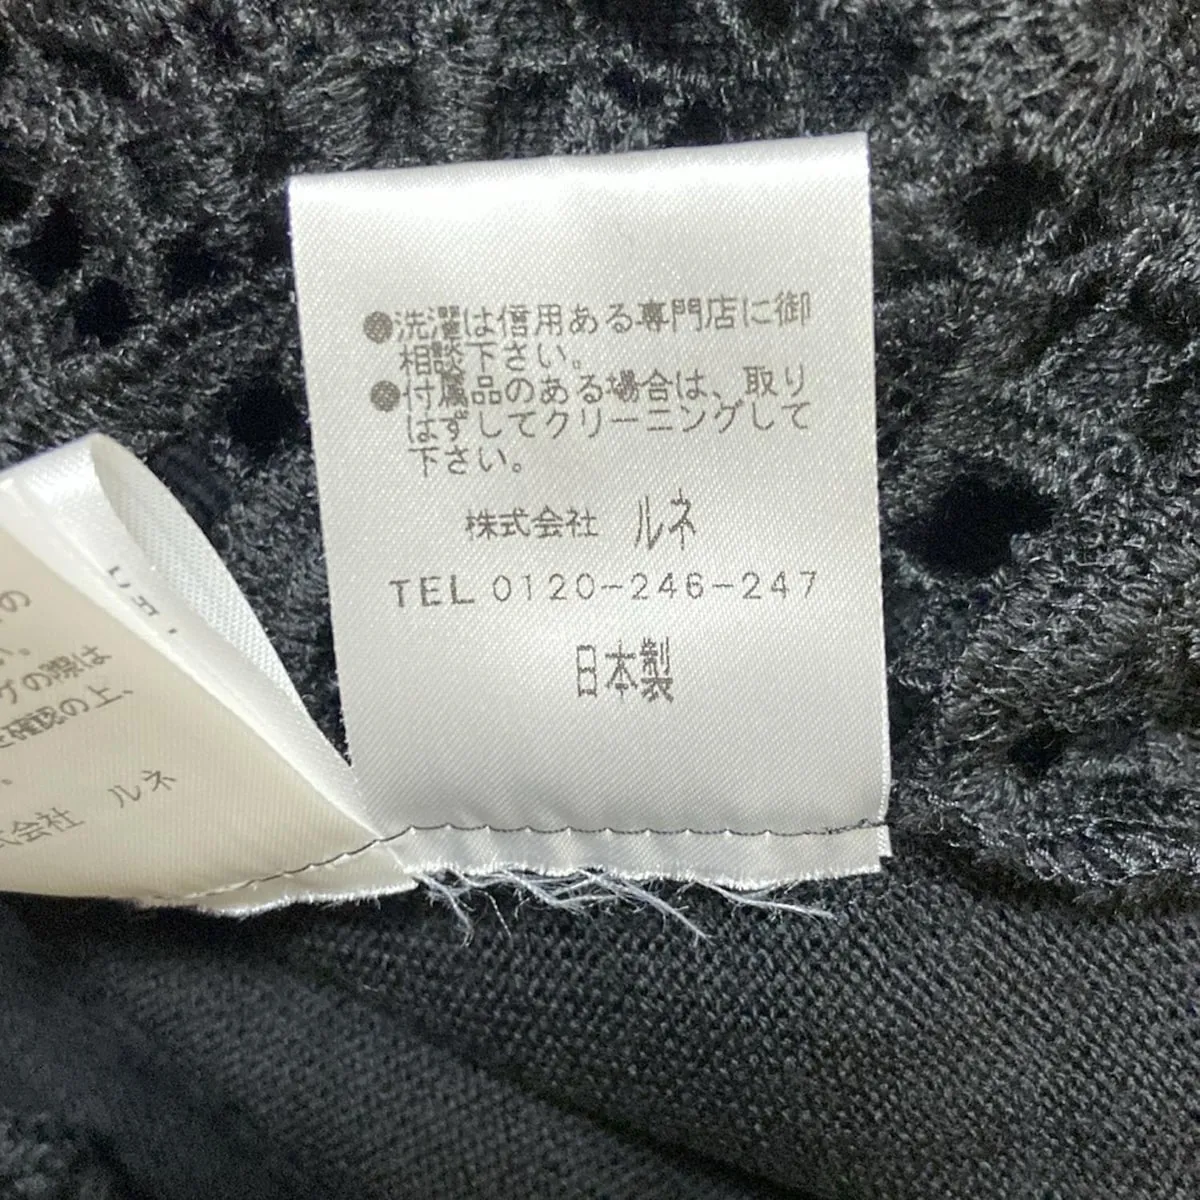 ●洗濯は信用ある専門店に御
相談下さい。
●付属品のある場合は、取り
はずしてクリーニングして
下さい。
株式会社 ルネ
TEL 0120-246-247
日本製
の
い。
グの際は
確認の上、
式会社 ルネ